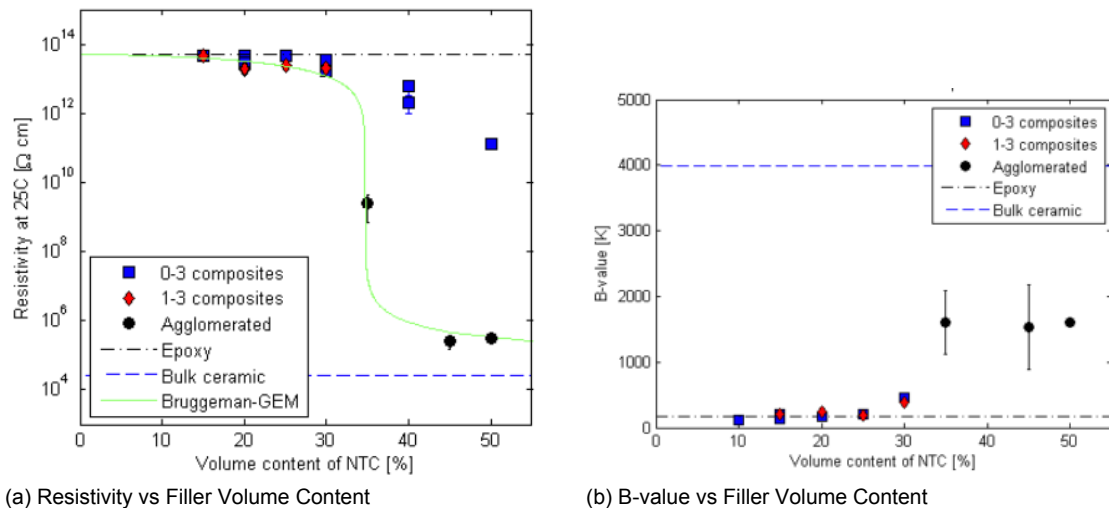 10^14
10^12
10^10
10^8
10^6
10^4
Resistivity at 25C [Ω cm]
0-3 composites
1-3 composites
Agglomerated
Epoxy
Bulk ceramic
Bruggeman-GEM
0 10 20 30 40 50
Volume content of NTC [%]
(a) Resistivity vs Filler Volume Content
5000
4000
3000
2000
1000
0
B-value [K]
0-3 composites
1-3 composites
Agglomerated
Epoxy
Bulk ceramic
0 10 20 30 40 50
Volume content of NTC [%]
(b) B-value vs Filler Volume Content